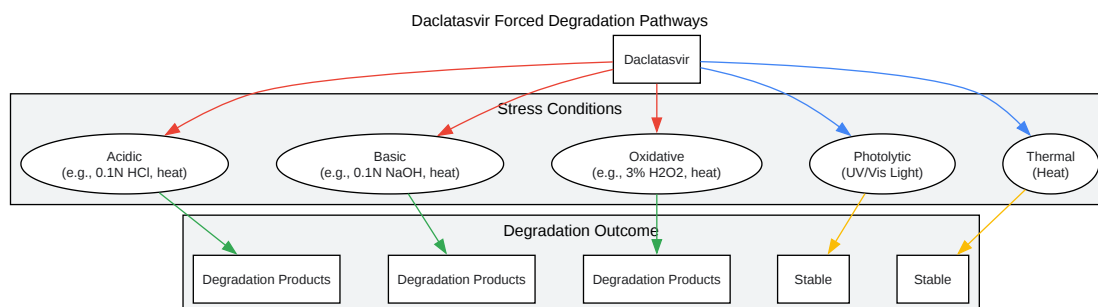 Daclatasvir Forced Degradation Pathways
Daclatasvir
Stress Conditions
Acidic
(e.g., 0.1N HCl, heat)
Basic
(e.g., 0.1N NaOH, heat)
Oxidative
(e.g., 3% H2O2, heat)
Photolytic
(UV/Vis Light)
Thermal
(Heat)
Degradation Outcome
Degradation Products
Degradation Products
Degradation Products
Stable
Stable